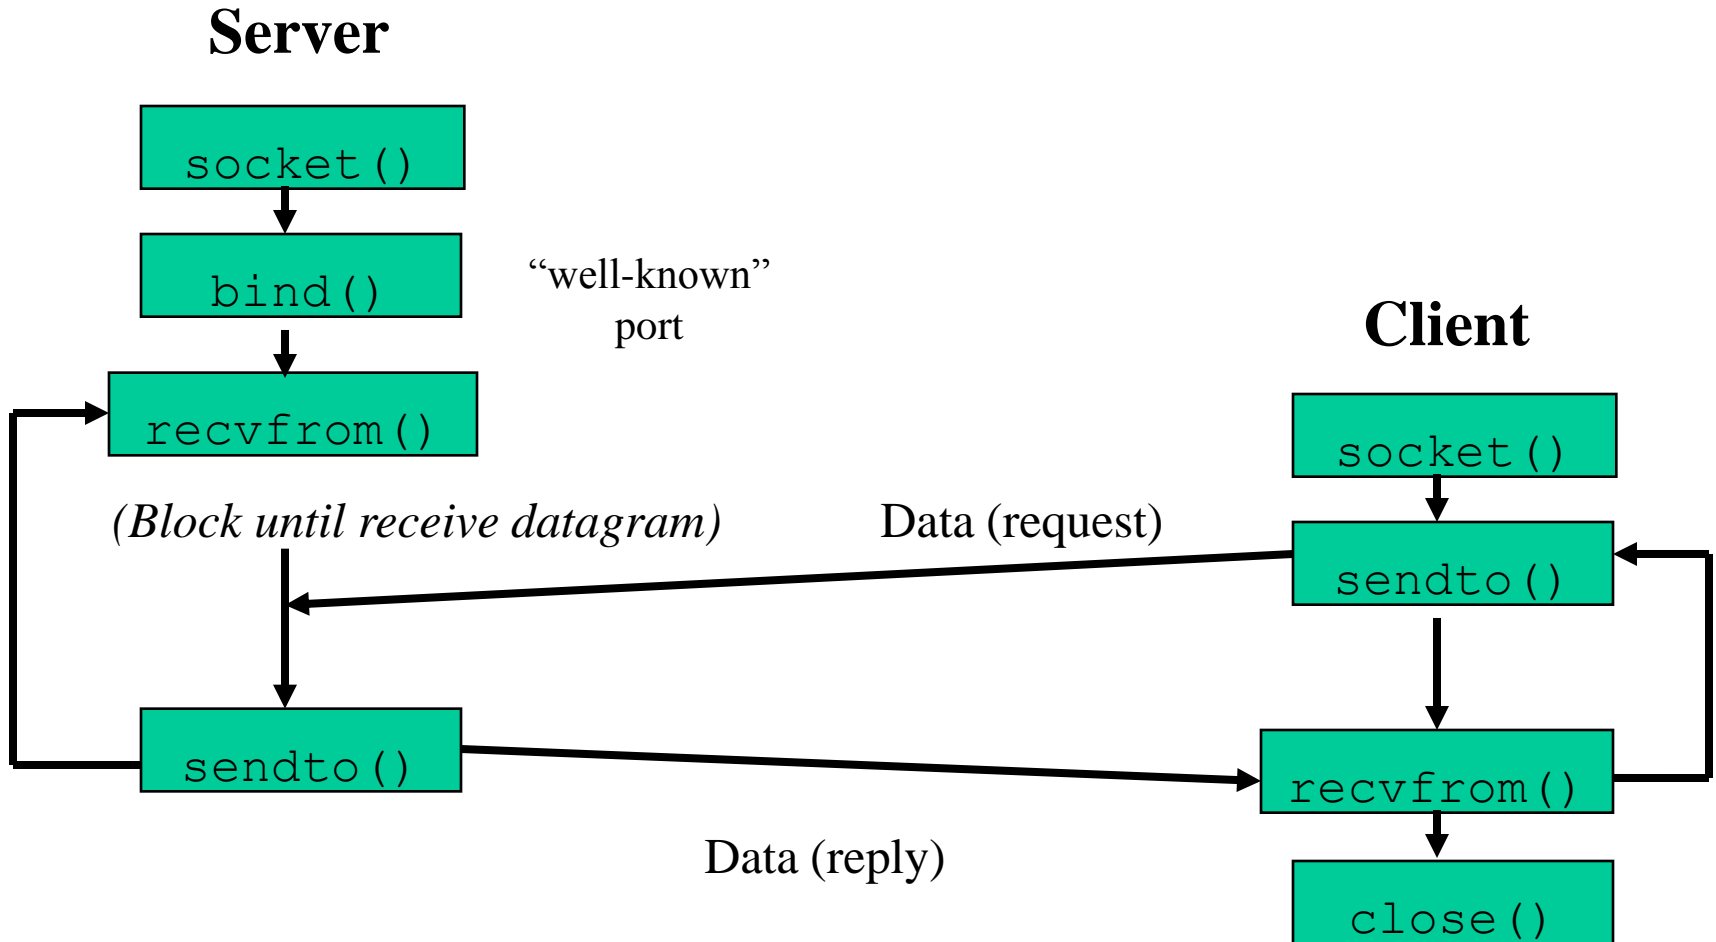 Server
socket()
bind()
“well-known”
port
recvfrom()
(Block until receive datagram)
sendto()
Client
socket()
Data (request)
sendto()
recvfrom()
Data (reply)
close()